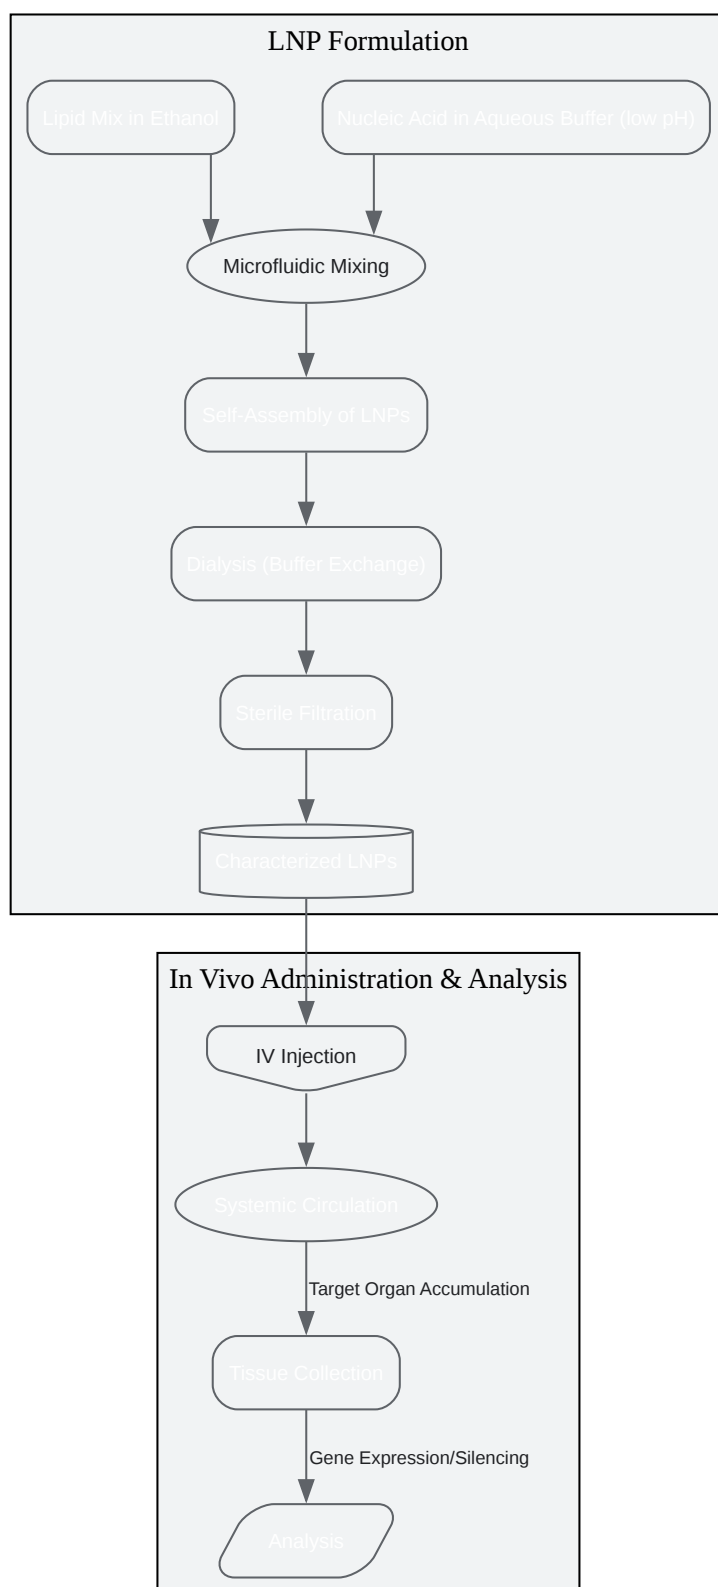 LNP Formulation
Lipid Mix in Ethanol
Nucleic Acid in Aqueous Buffer (low pH)
Microfluidic Mixing
Self-Assembly of LNPs
Dialysis (Buffer Exchange)
Sterile Filtration
Characterized LNPs
In Vivo Administration & Analysis
IV Injection
Systemic Circulation
Target Organ Accumulation
Tissue Collection
Gene Expression/Silencing
Analysis